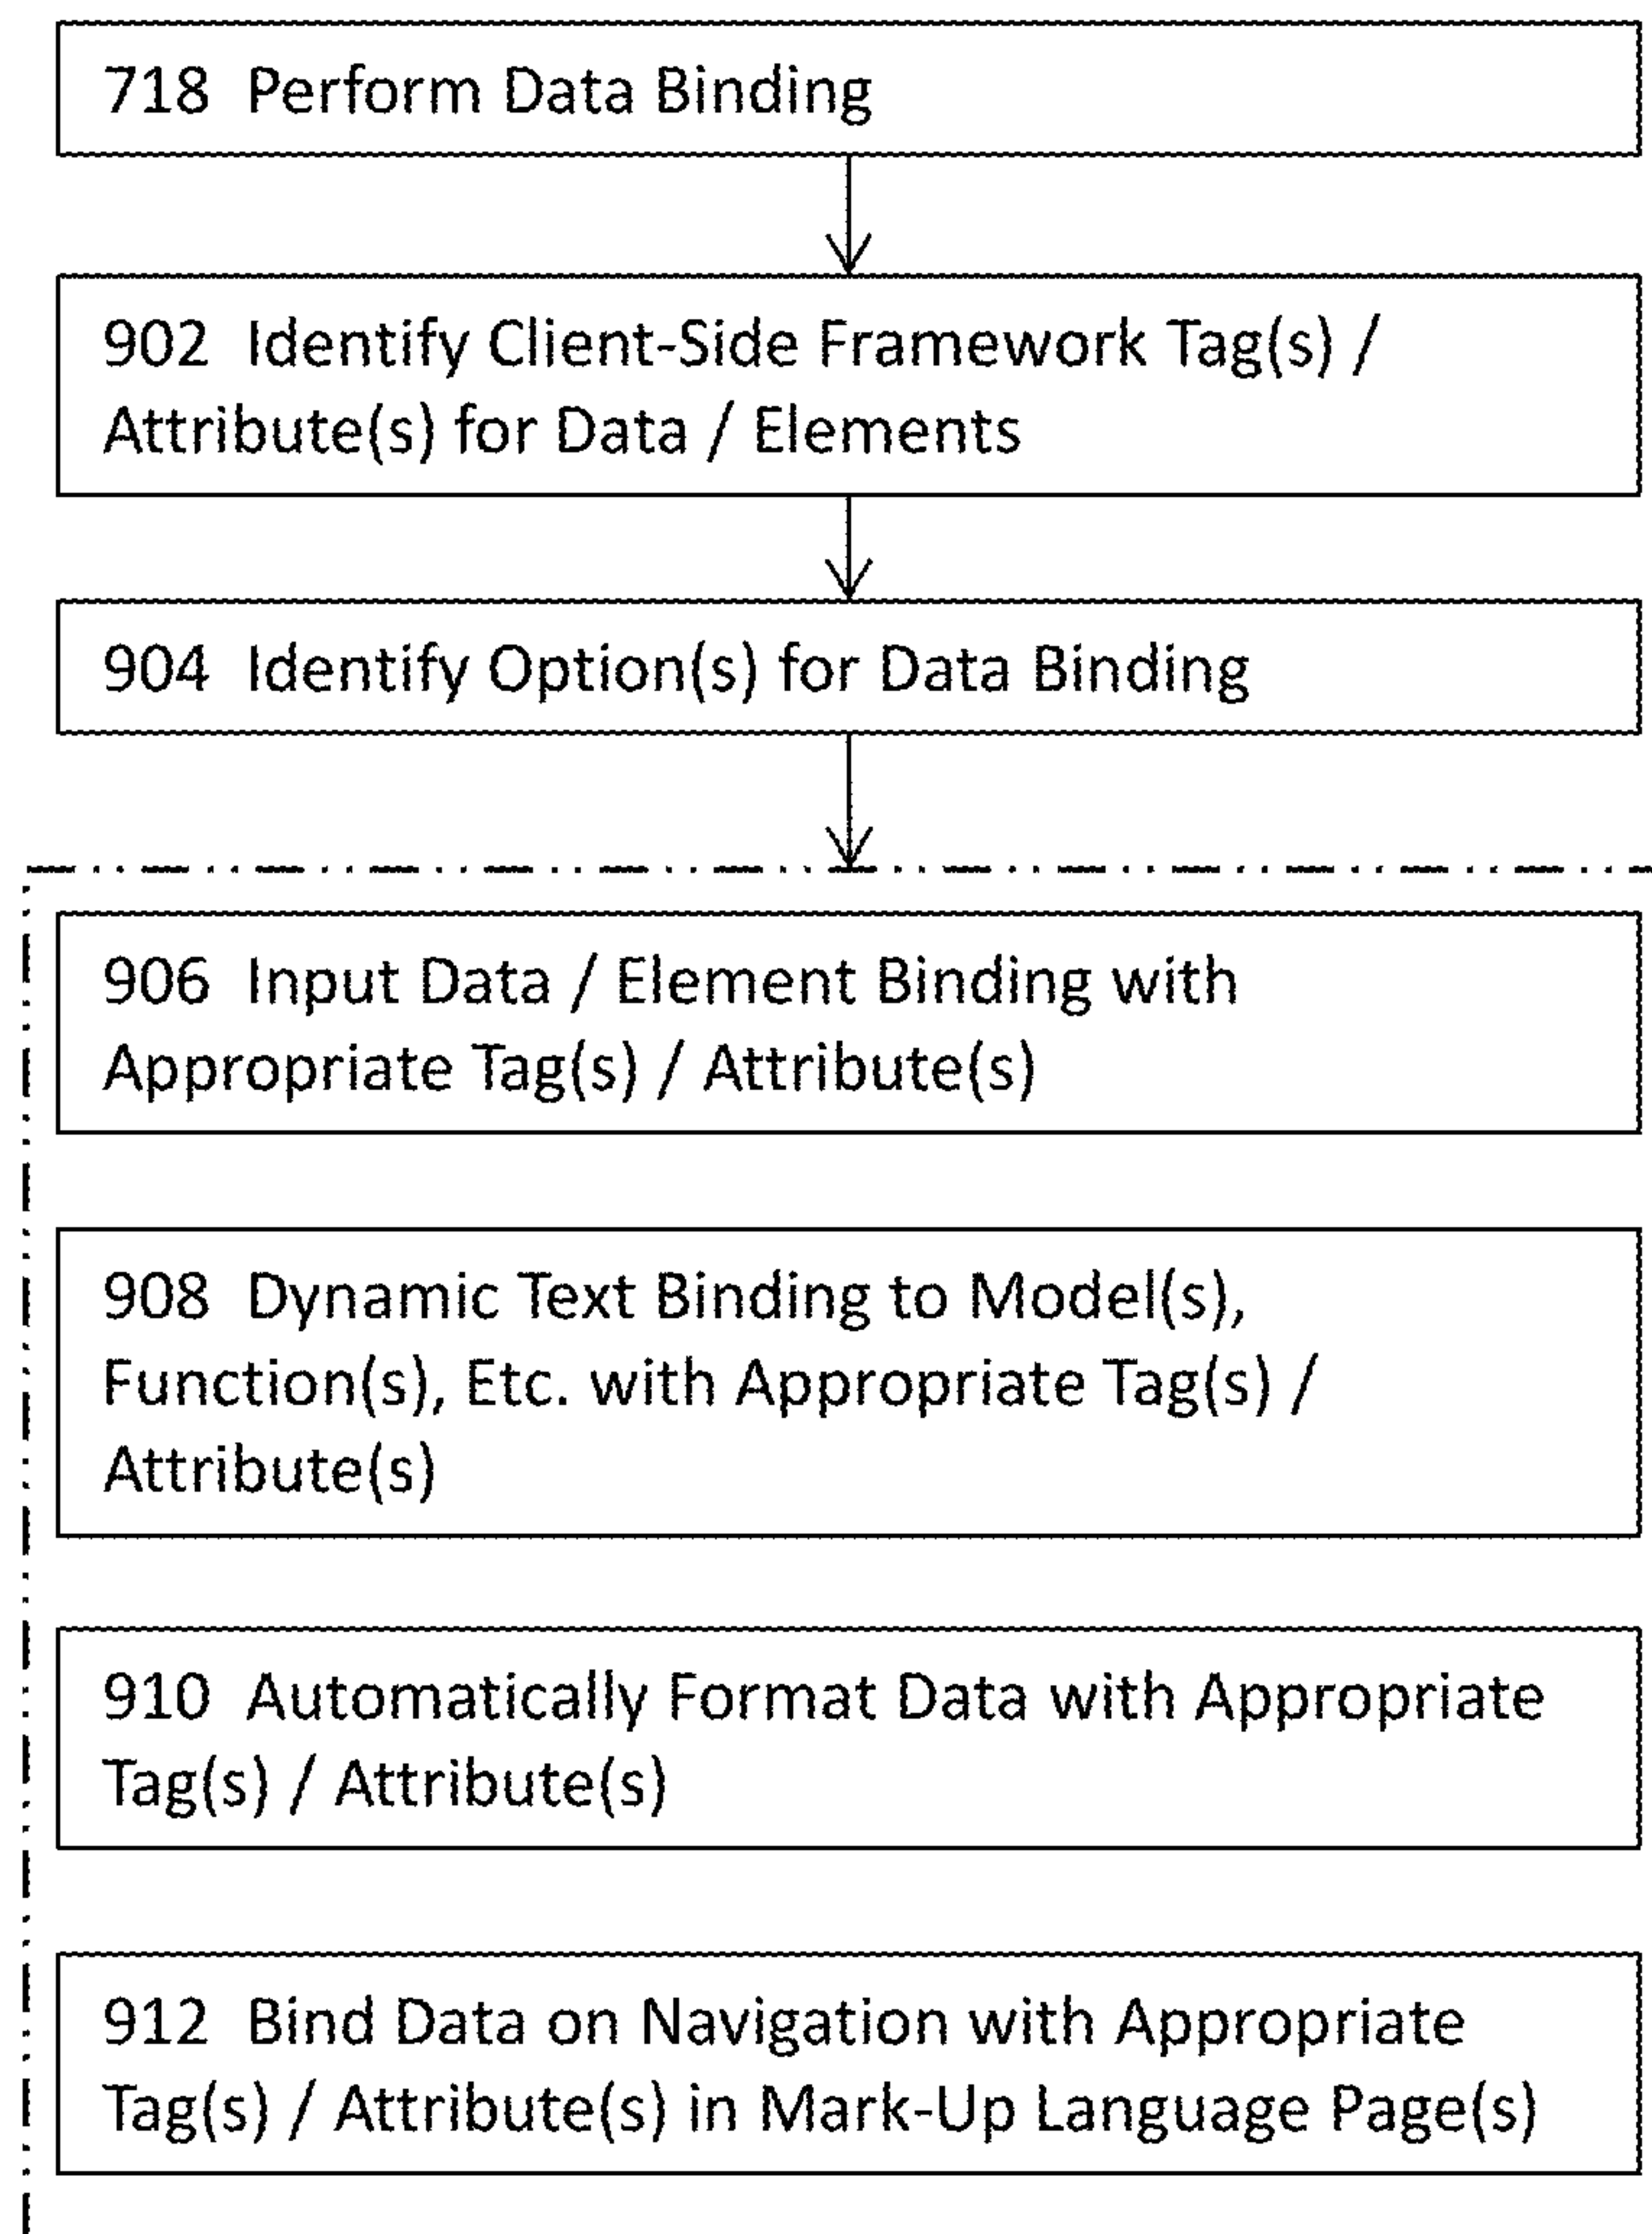 718 Perform Data Binding
902 Identify Client-Side Framework Tag(s) /
Attribute(s) for Data / Elements
904 Identify Option(s) for Data Binding
906 Input Data / Element Binding with
Appropriate Tag(s) / Attribute(s)
908 Dynamic Text Binding to Model(s),
Function(s), Etc. with Appropriate Tag(s) /
Attribute(s)
910 Automatically Format Data with Appropriate
Tag(s) / Attribute(s)
912 Bind Data on Navigation with Appropriate
Tag(s) / Attribute(s) in Mark-Up Language Page(s)